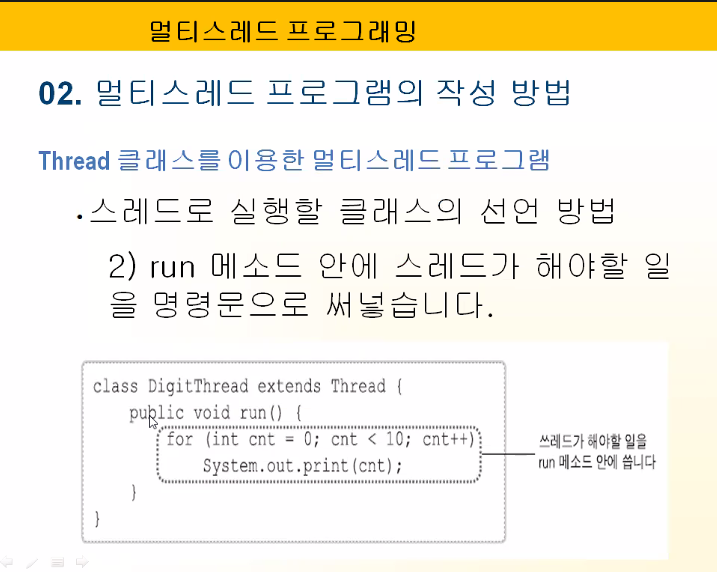 멀티스레드 프로그래밍
02. 멀티스레드 프로그램의 작성 방법
Thread 클래스를 이용한 멀티스레드 프로그램
• 스레드로 실행할 클래스의 선언 방법
2) run 메소드 안에 스레드가 해야할 일
을 명령문으로 써넣습니다.
class DigitThread extends Thread {
public void run() {
for (int cnt = 0; cnt < 10; cnt++)
System.out.print(cnt);
}
}
쓰레드가 해야할 일을
run 메소드 안에 씁니다